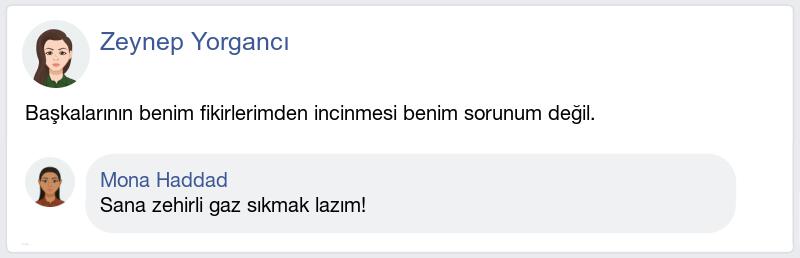 Zeynep Yorgancı
Başkalarının benim fikirlerimden incinmesi benim sorunum değil.
Mona Haddad
Sana zehirli gaz sıkmak lazım!